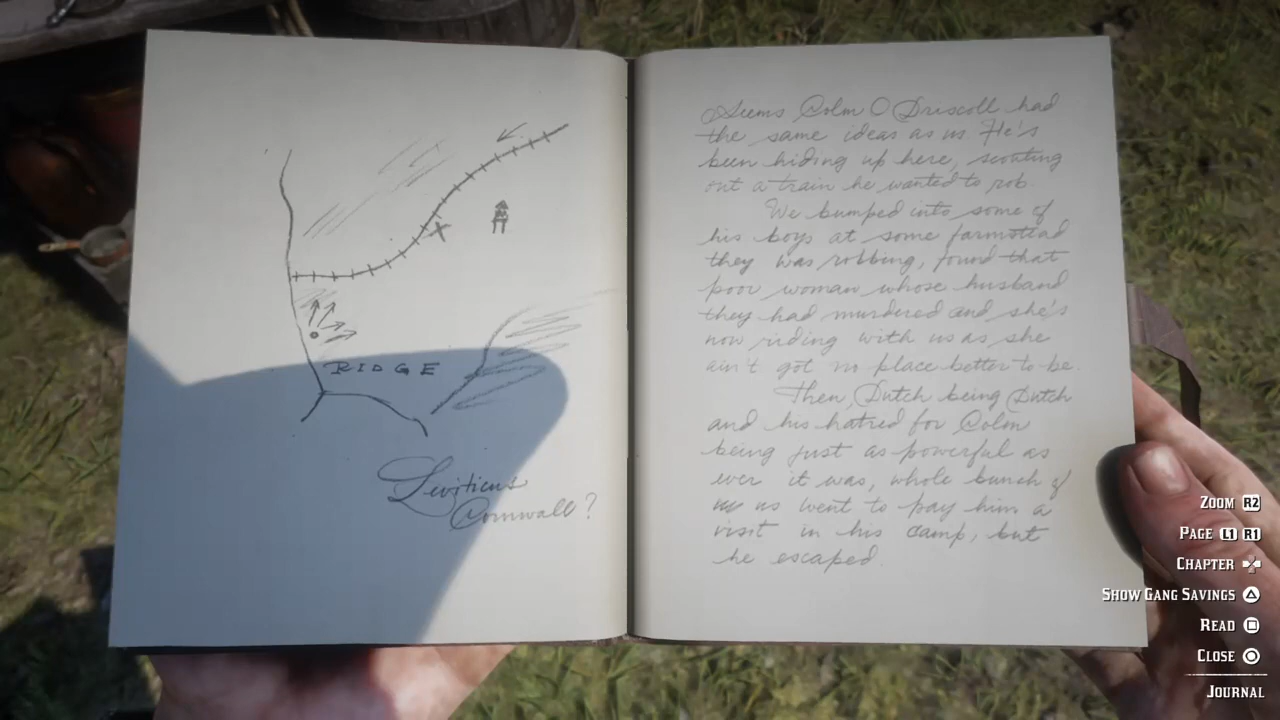 RIDGE
Leviticus
Cornwall?
Seems Colm O Driscoll had
the same ideas as us He's
been hiding up here, scouting
out a train he wanted to rob.
We bumped into some of
his boys at some farmstead
they was robbing, found that
poor woman whose husband
they had murdered and she's
now riding with us as she
ain't got no place better to be.
Then, Dutch being Dutch
and his hatred for Colm
being just as powerful as
ever it was, whole bunch of
us went to pay him a
visit in his camp, but
he escaped.
ZOOM R2
PAGE L1 R1
CHAPTER
SHOW GANG SAVINGS
READ
CLOSE
JOURNAL